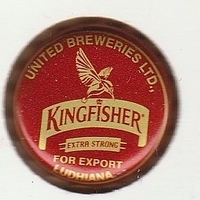 UNITED BREWERIES LTD.,
KINGFISHER®
EXTRA STRONG
FOR EXPORT
LUDHIANA